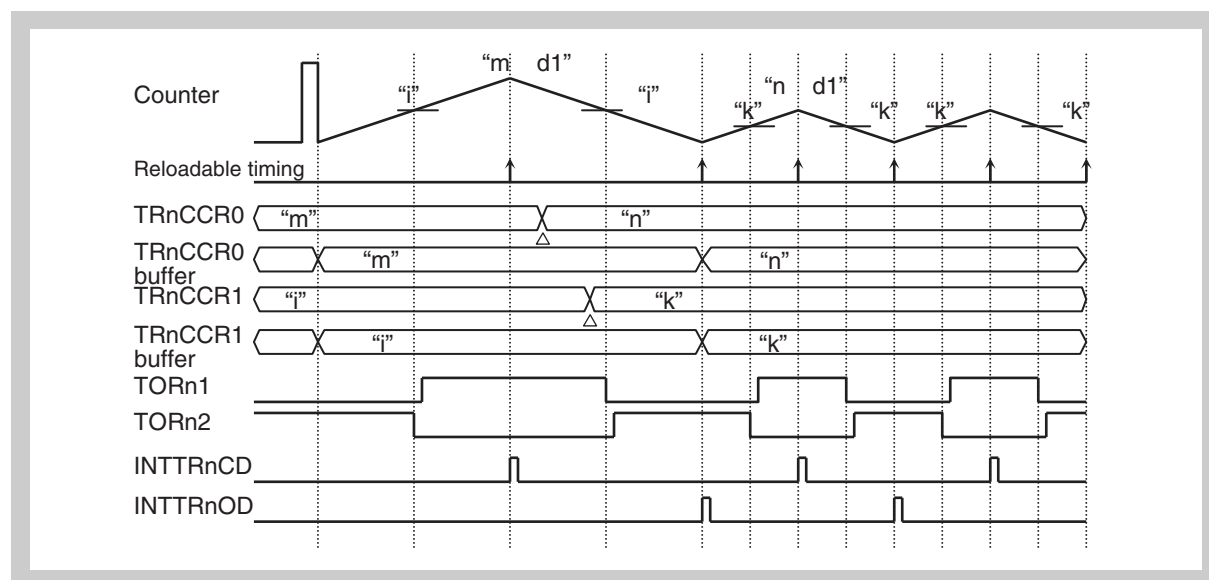 “m d1”
“i” “i” “n d1”
Counter
“k” “k” “k” “k”
Reloadable timing
TRnCCR0 “m” “n”
TRnCCR0
buffer “m” “n”
TRnCCR1 “i” “k”
TRnCCR1
buffer “i” “k”
TORn1
TORn2
INTTRnCD
INTTRnOD